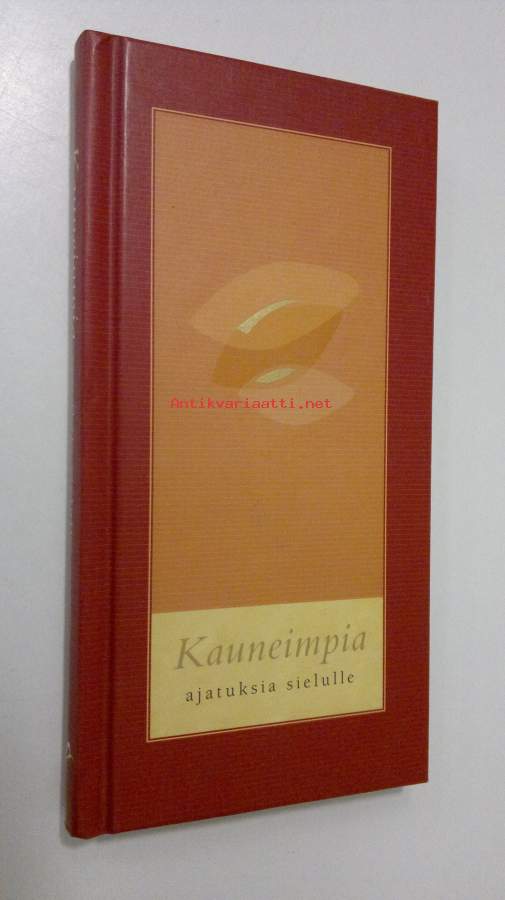 Antikvariaatti.net
Kauneimpia
ajatuksia sielulle